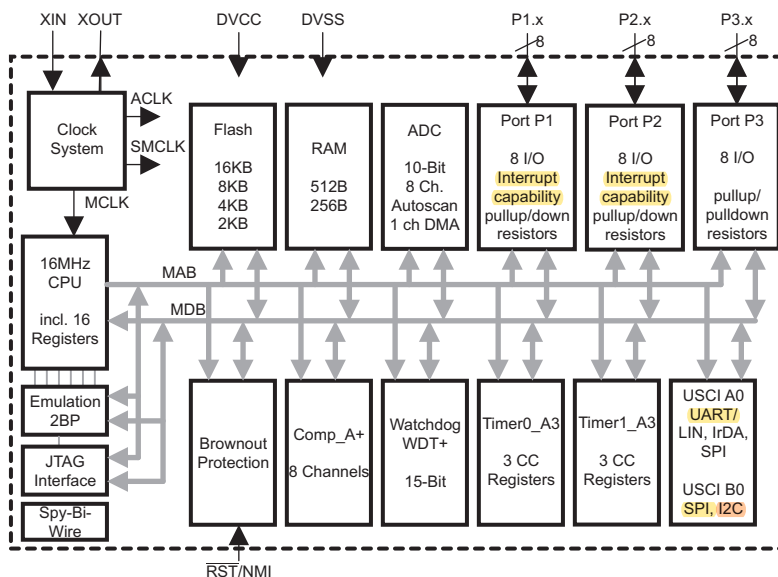 XIN XOUT DVCC DVSS P1.x P2.x P3.x
8 8 8
ACLK
Clock
System
SMCLK
MCLK
Flash
16KB
8KB
4KB
2KB
RAM
512B
256B
ADC
10-Bit
8 Ch.
Autoscan
1 ch DMA
Port P1
8 I/O
Interrupt
capability
pullup/down
resistors
Port P2
8 I/O
Interrupt
capability
pullup/down
resistors
Port P3
8 I/O
pullup/
pulldown
resistors
16MHz
CPU
incl. 16
Registers
MAB
MDB
Emulation
2BP
JTAG
Interface
Spy-Bi-
Wire
Brownout
Protection
Comp_A+
8 Channels
Watchdog
WDT+
15-Bit
Timer0_A3
3 CC
Registers
Timer1_A3
3 CC
Registers
USCI A0
UART/
LIN, IrDA,
SPI
USCI B0
SPI, I2C
RST/NMI